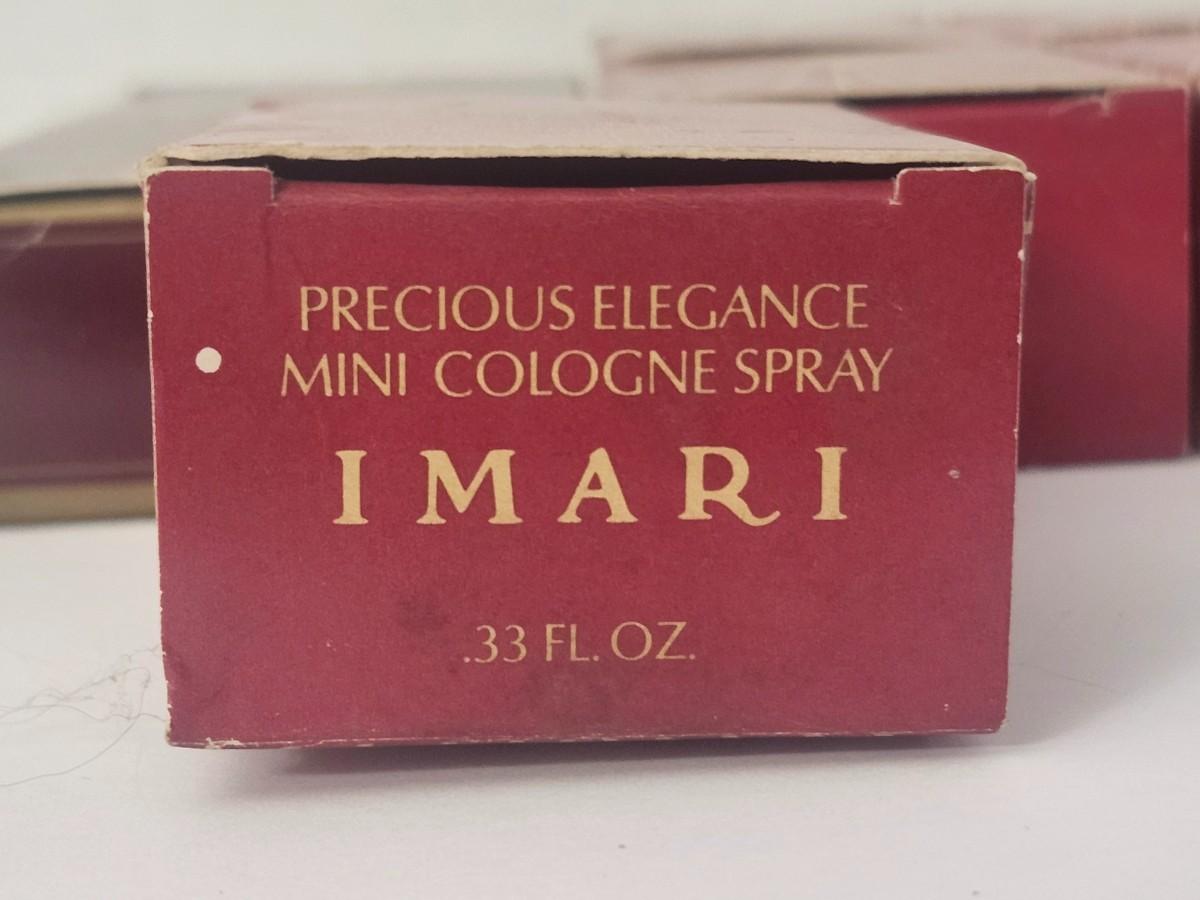 PRECIOUS ELEGANCE
MINI COLOGNE SPRAY
IMARI
.33 FL. OZ.